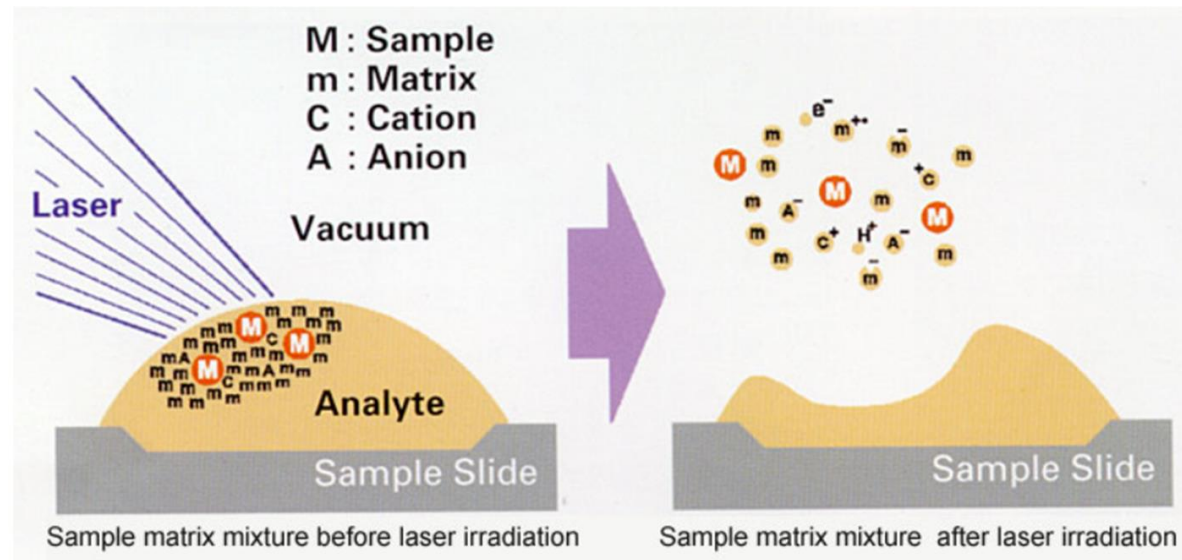 M : Sample
m : Matrix
C : Cation
A : Anion
Laser
Vacuum
m m m
M m m m m
m m C M m
m m m
m A m m m m
m m M m m A m m
m m C m m m
m m m m
Analyte
Sample Slide
Sample matrix mixture before laser irradiation
e⁻
m m⁺• m⁻ m
M m ⁺C
M m M
m A⁻
m C⁺ H⁺ A⁻
m m⁻ m
Sample Slide
Sample matrix mixture after laser irradiation